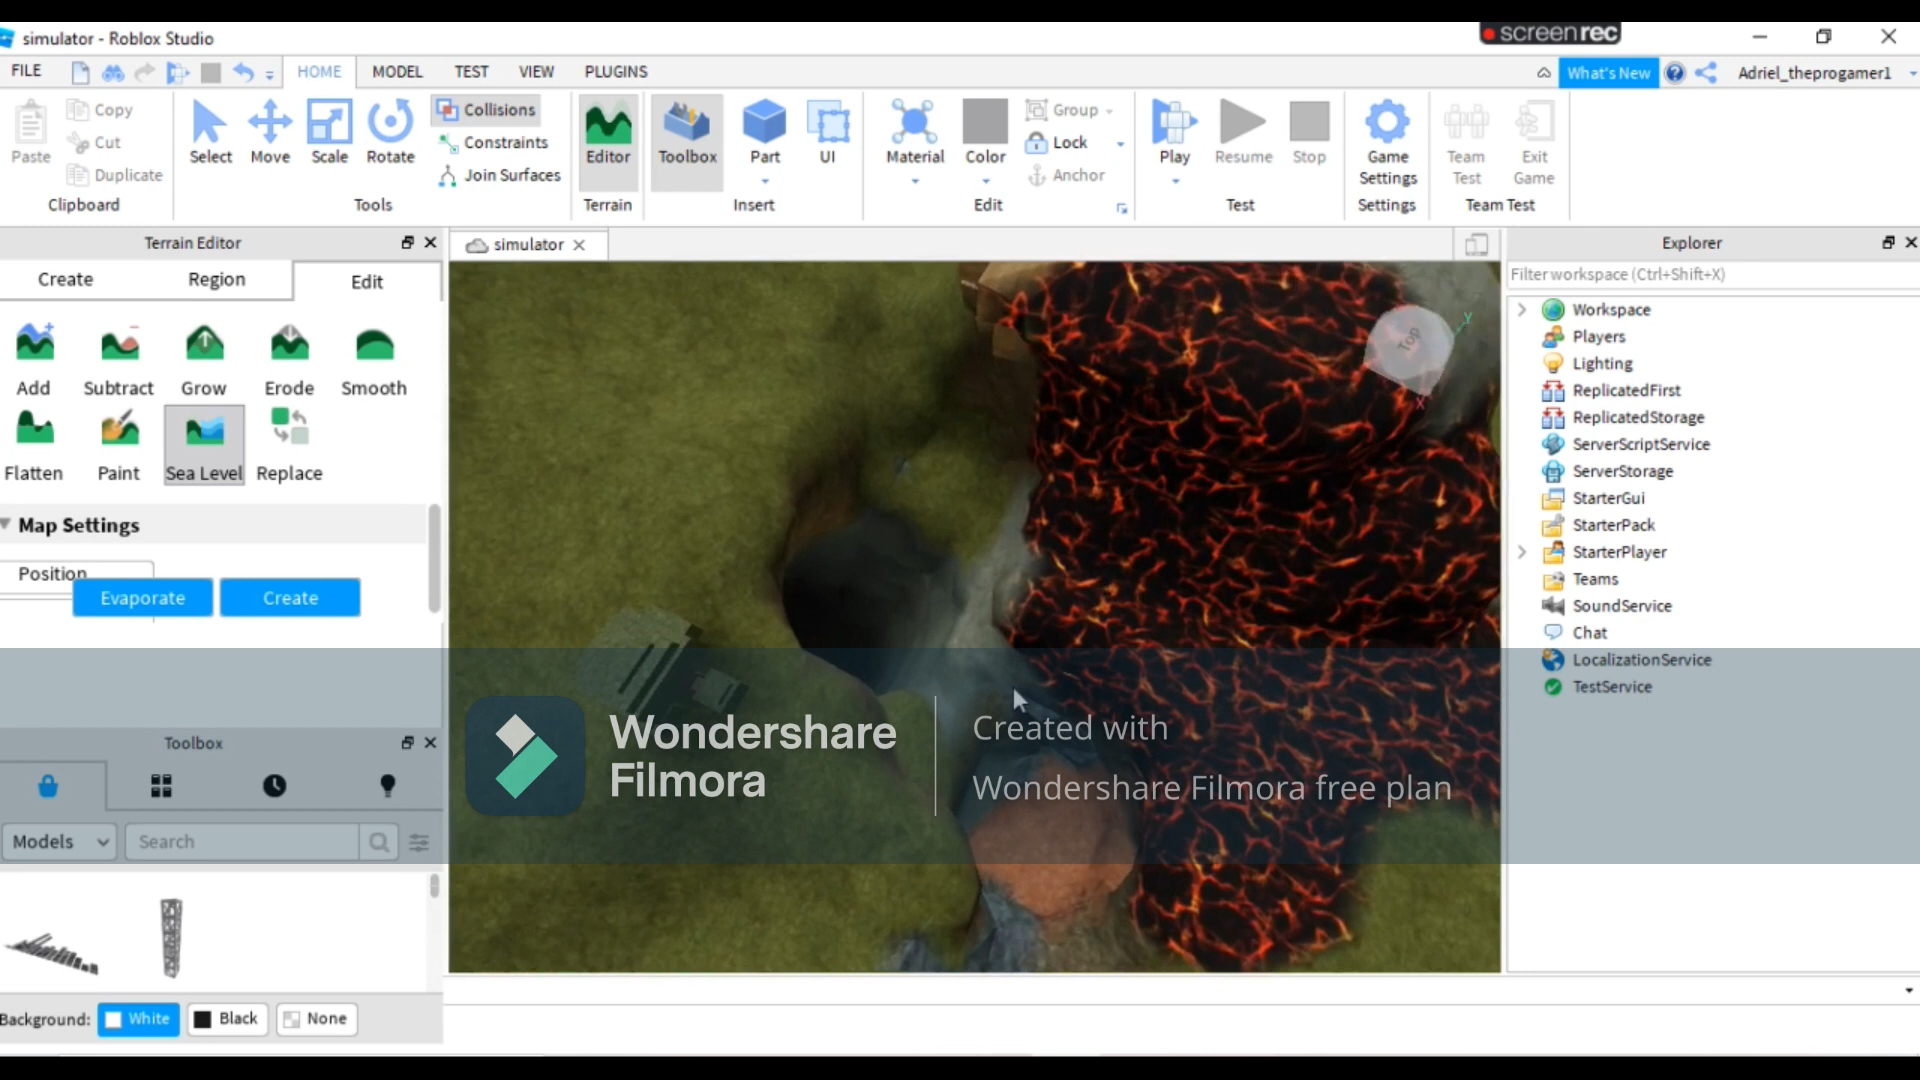 simulator - Roblox Studio
screenrec
FILE
HOME
MODEL
TEST
VIEW
PLUGINS
What's New
Adriel_theprogamer1
Paste
Copy
Cut
Duplicate
Clipboard
Select
Move
Scale
Rotate
Collisions
Constraints
Join Surfaces
Tools
Editor
Terrain
Toolbox
Part
UI
Insert
Material
Color
Group
Lock
Anchor
Edit
Play
Resume
Stop
Test
Game
Settings
Settings
Team
Test
Exit
Game
Team Test
Terrain Editor
Create
Region
Edit
Add
Subtract
Grow
Erode
Smooth
Flatten
Paint
Sea Level
Replace
Map Settings
Position
Evaporate
Create
Toolbox
Models
Search
Background:
White
Black
None
simulator
Top
Y
X
Wondershare
Filmora
Created with
Wondershare Filmora free plan
Explorer
Filter workspace (Ctrl+Shift+X)
Workspace
Players
Lighting
ReplicatedFirst
ReplicatedStorage
ServerScriptService
ServerStorage
StarterGui
StarterPack
StarterPlayer
Teams
SoundService
Chat
LocalizationService
TestService